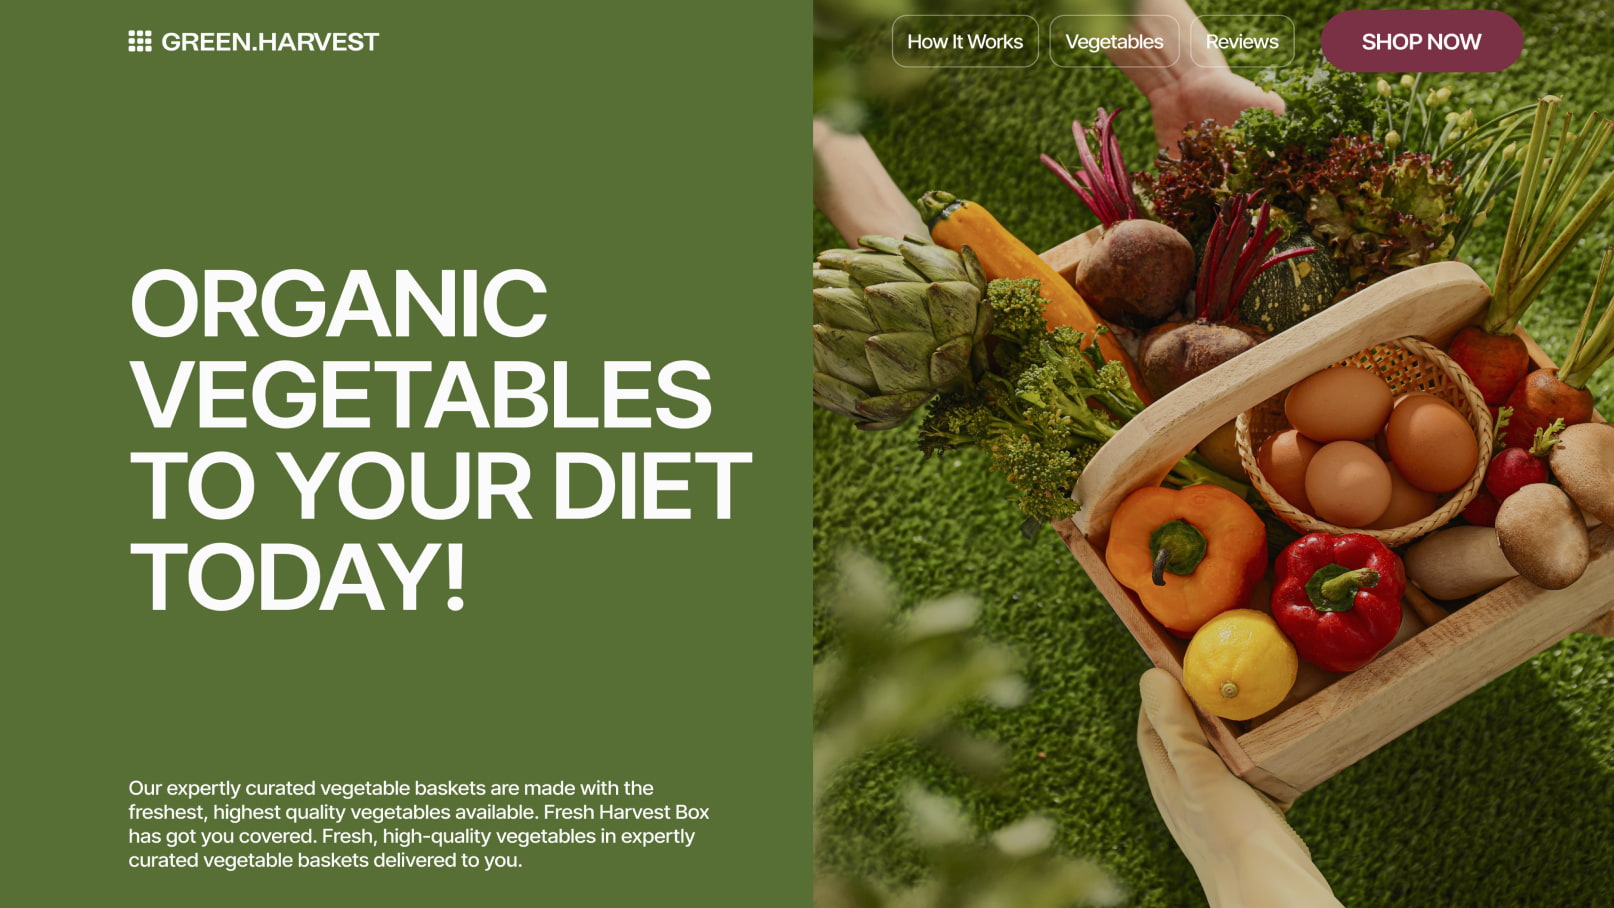 GREEN.HARVEST
How It Works
Vegetables
Reviews
SHOP NOW
ORGANIC
VEGETABLES
TO YOUR DIET
TODAY!
Our expertly curated vegetable baskets are made with the
freshest, highest quality vegetables available. Fresh Harvest Box
has got you covered. Fresh, high-quality vegetables in expertly
curated vegetable baskets delivered to you.